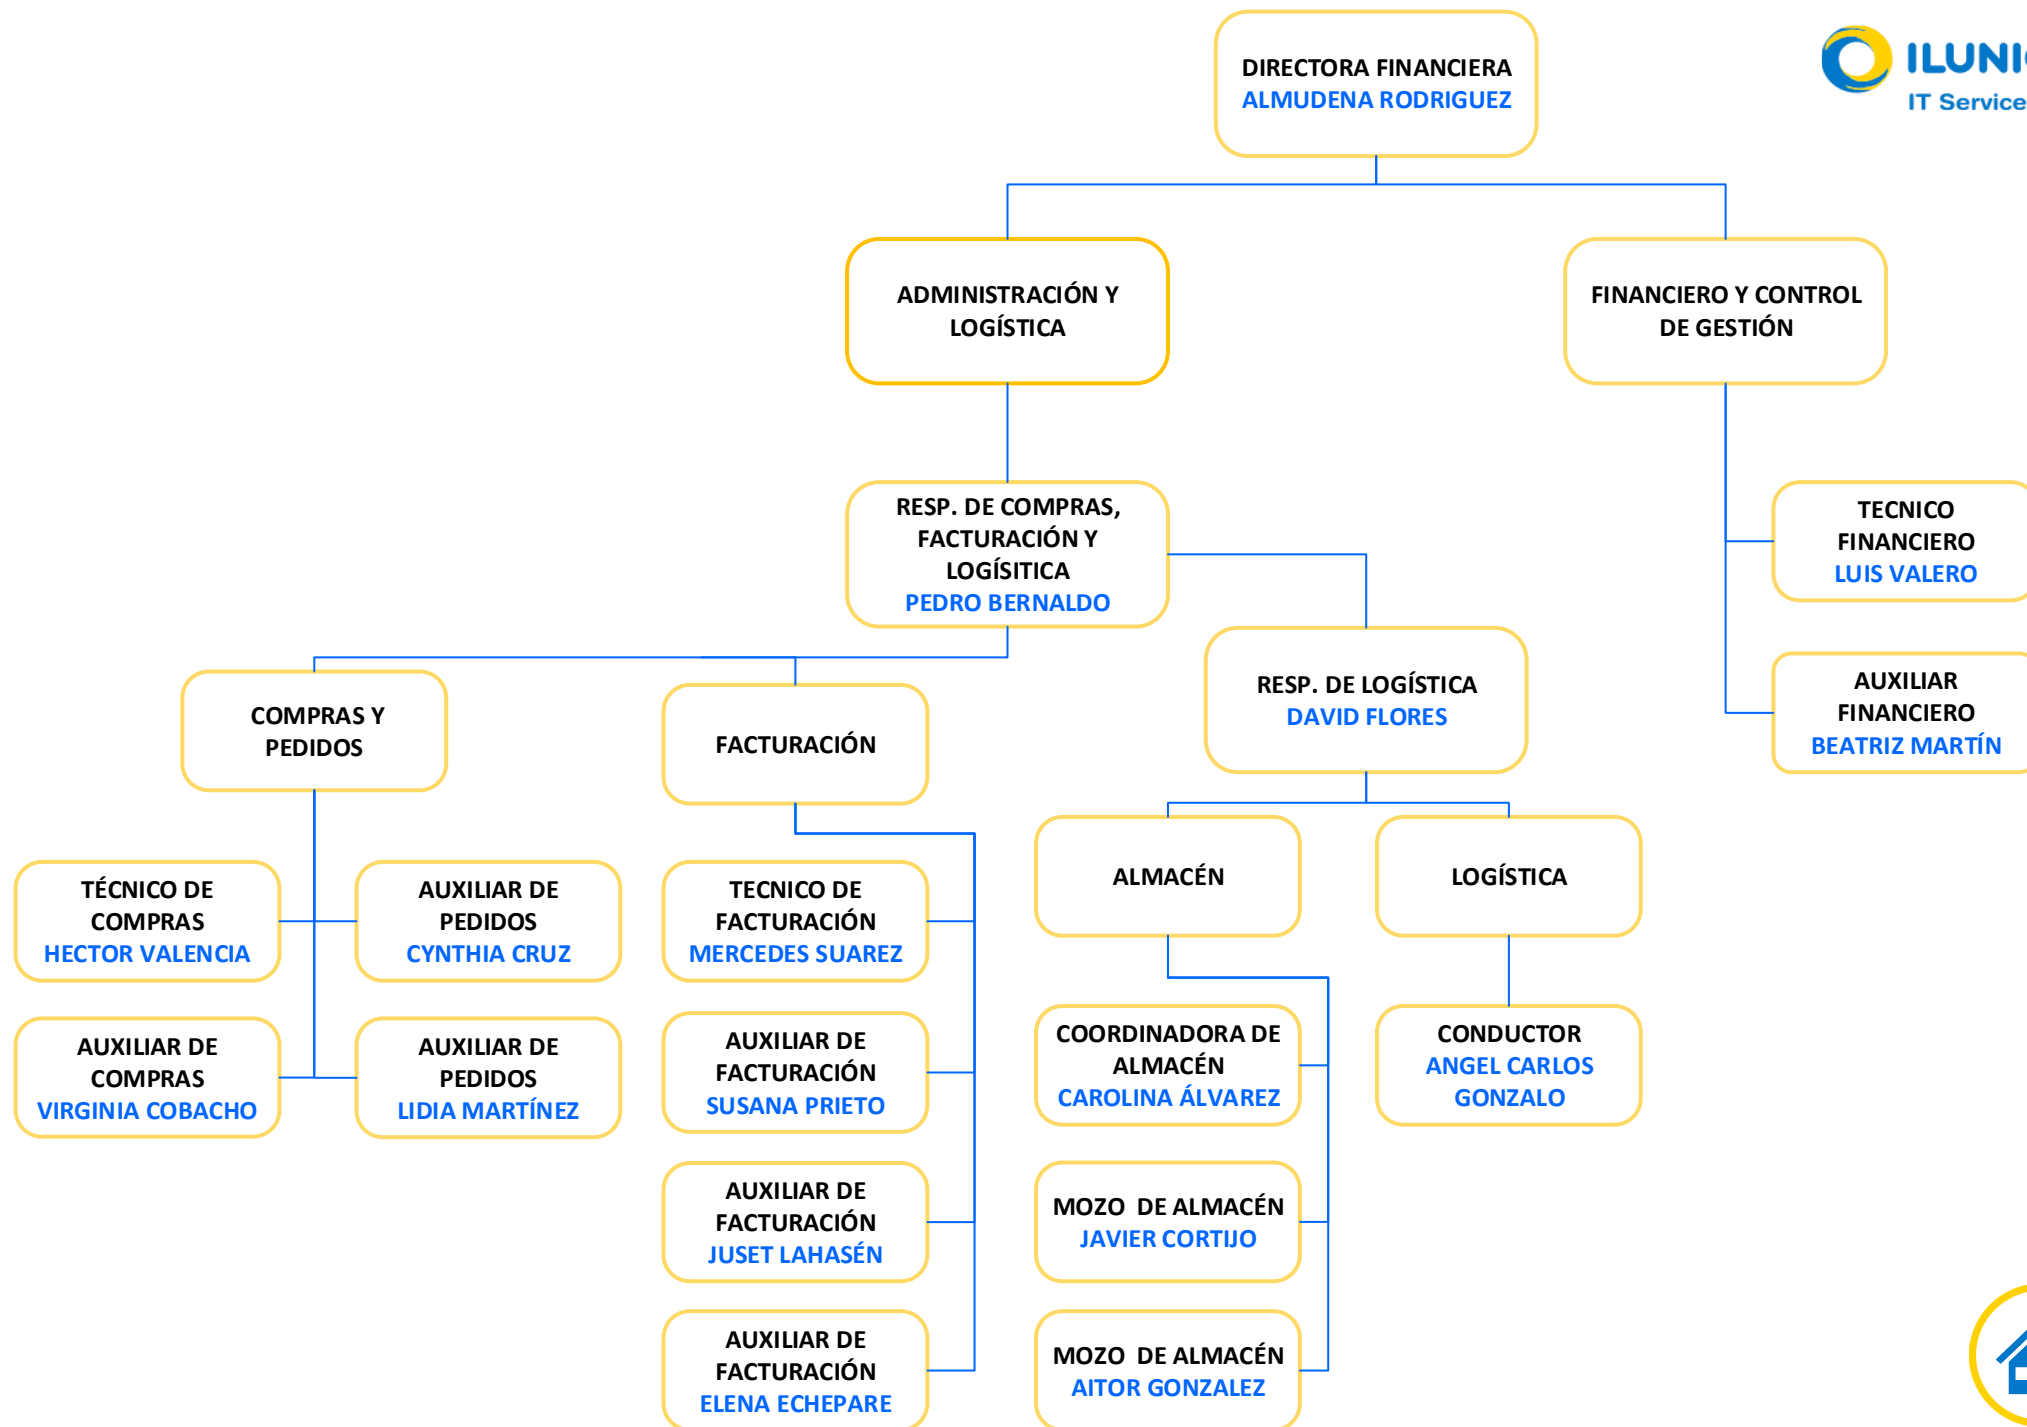 DIRECTORA FINANCIERA
ALMUDENA RODRIGUEZ
IT Service
ADMINISTRACIÓN Y
LOGÍSTICA
FINANCIERO Y CONTROL
DE GESTIÓN
RESP. DE COMPRAS,
FACTURACIÓN Y
LOGÍSITICA
PEDRO BERNALDO
TECNICO
FINANCIERO
LUIS VALERO
AUXILIAR
FINANCIERO
BEATRIZ MARTÍN
COMPRAS Y
PEDIDOS
FACTURACIÓN
RESP. DE LOGÍSTICA
DAVID FLORES
ALMACÉN
LOGÍSTICA
TÉCNICO DE
COMPRAS
HECTOR VALENCIA
AUXILIAR DE
PEDIDOS
CYNTHIA CRUZ
TECNICO DE
FACTURACIÓN
MERCEDES SUAREZ
AUXILIAR DE
COMPRAS
VIRGINIA COBACHO
AUXILIAR DE
PEDIDOS
LIDIA MARTÍNEZ
AUXILIAR DE
FACTURACIÓN
SUSANA PRIETO
COORDINADORA DE
ALMACÉN
CAROLINA ÁLVAREZ
CONDUCTOR
ANGEL CARLOS
GONZALO
AUXILIAR DE
FACTURACIÓN
JUSET LAHASÉN
MOZO  DE ALMACÉN
JAVIER CORTIJO
AUXILIAR DE
FACTURACIÓN
ELENA ECHEPARE
MOZO  DE ALMACÉN
AITOR GONZALEZ